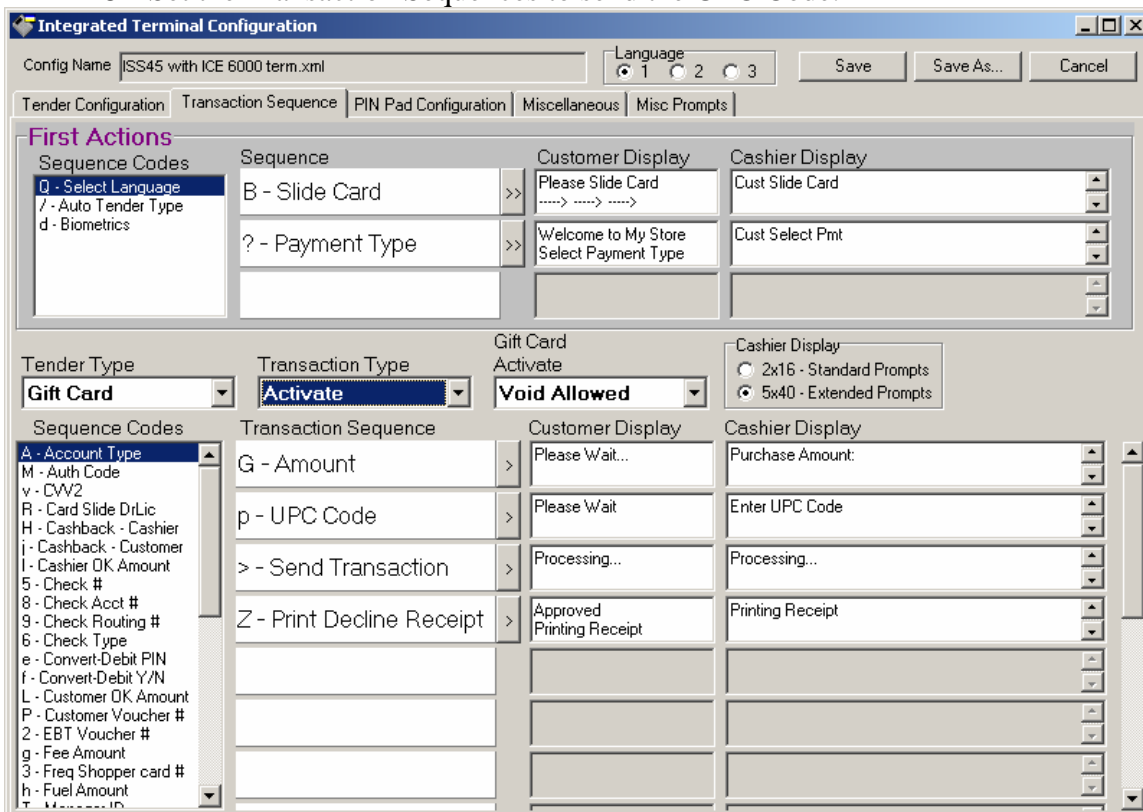 Integrated Terminal Configuration
Config Name ISS45 with ICE 6000 term.xml
Language
1 2 3
Save Save As... Cancel
Tender Configuration Transaction Sequence PIN Pad Configuration Miscellaneous Misc Prompts
First Actions
Sequence Codes Sequence Customer Display Cashier Display
Q - Select Language
/ - Auto Tender Type
d - Biometrics
B - Slide Card >>
Please Slide Card
----> ----> ---->
Cust Slide Card
? - Payment Type >>
Welcome to My Store
Select Payment Type
Cust Select Pmt
Tender Type
Gift Card
Transaction Type
Activate
Gift Card
Activate
Void Allowed
Cashier Display
2x16 - Standard Prompts
5x40 - Extended Prompts
Sequence Codes Transaction Sequence Customer Display Cashier Display
A - Account Type
M - Auth Code
v - CVV2
R - Card Slide DrLic
H - Cashback - Cashier
j - Cashback - Customer
I - Cashier OK Amount
5 - Check #
8 - Check Acct #
9 - Check Routing #
6 - Check Type
e - Convert-Debit PIN
f - Convert-Debit Y/N
L - Customer OK Amount
P - Customer Voucher #
2 - EBT Voucher #
g - Fee Amount
3 - Freq Shopper card #
h - Fuel Amount
G - Amount >
Please Wait...
Purchase Amount:
p - UPC Code >
Please Wait
Enter UPC Code
> - Send Transaction >
Processing...
Processing...
Z - Print Decline Receipt >
Approved
Printing Receipt
Printing Receipt